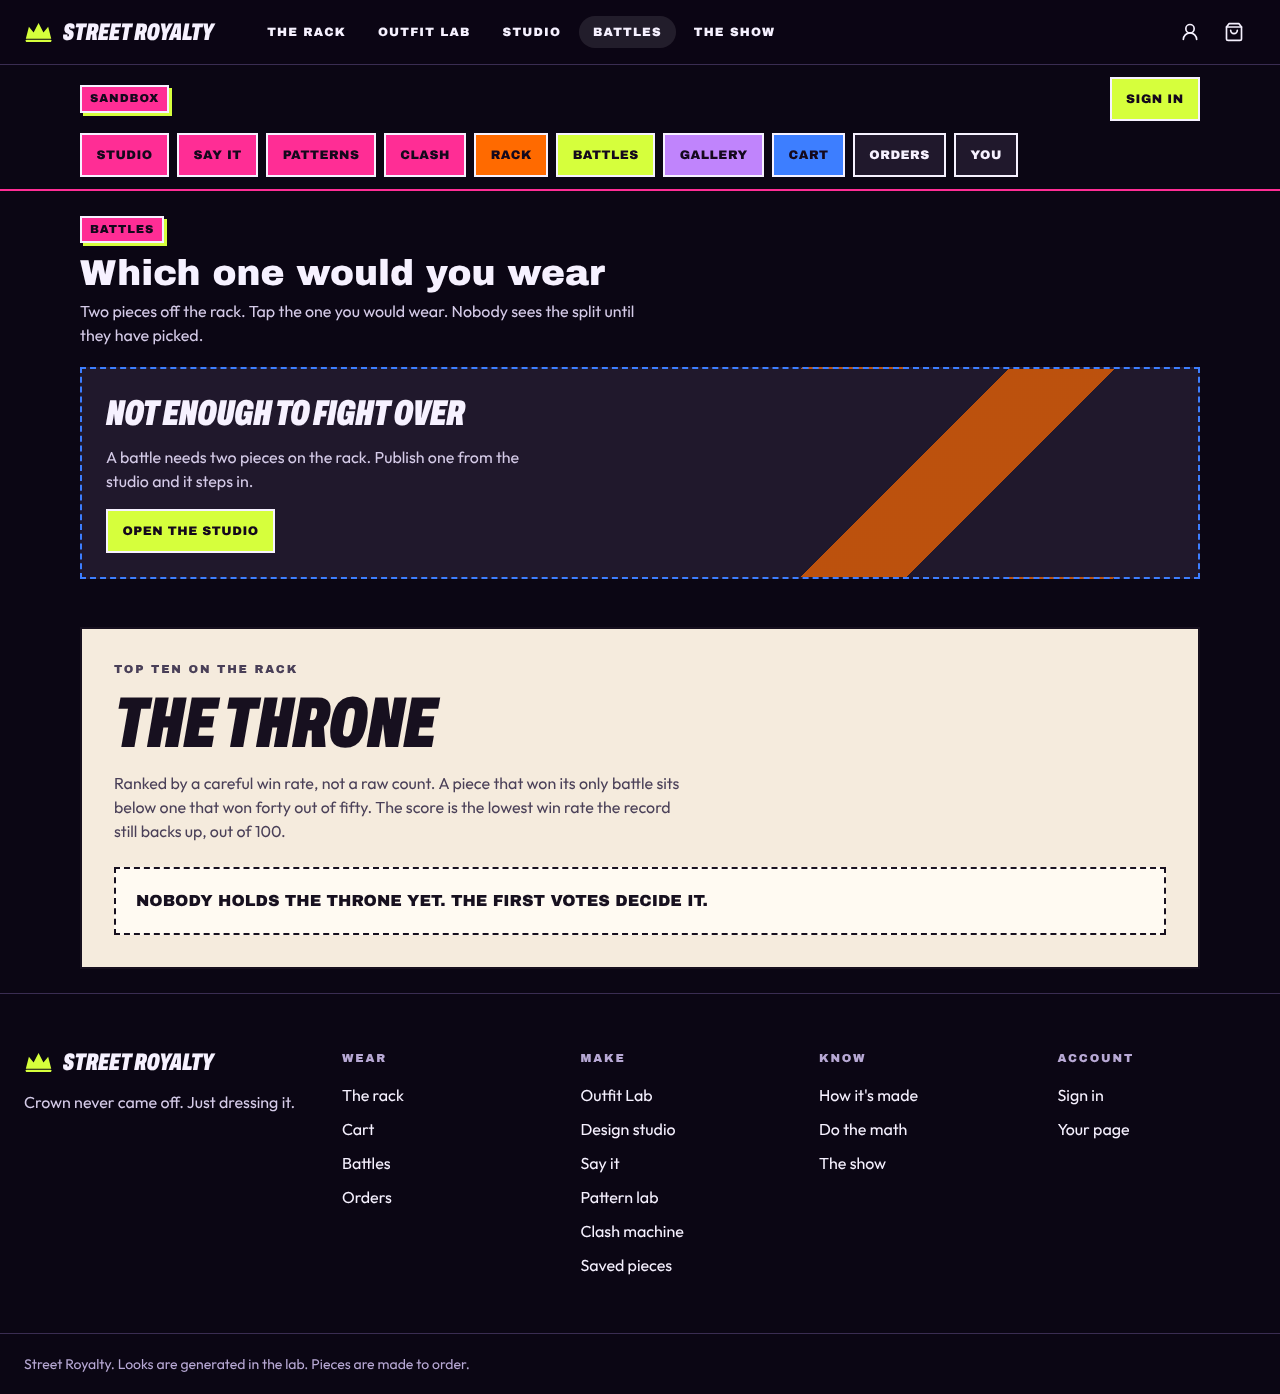 STREET ROYALTY
THE RACK
OUTFIT LAB
STUDIO
BATTLES
THE SHOW
SANDBOX
SIGN IN
STUDIO
SAY IT
PATTERNS
CLASH
RACK
BATTLES
GALLERY
CART
ORDERS
YOU
BATTLES
Which one would you wear
Two pieces off the rack. Tap the one you would wear. Nobody sees the split until
they have picked.
NOT ENOUGH TO FIGHT OVER
A battle needs two pieces on the rack. Publish one from the
studio and it steps in.
OPEN THE STUDIO
TOP TEN ON THE RACK
THE THRONE
Ranked by a careful win rate, not a raw count. A piece that won its only battle sits
below one that won forty out of fifty. The score is the lowest win rate the record
still backs up, out of 100.
NOBODY HOLDS THE THRONE YET. THE FIRST VOTES DECIDE IT.
STREET ROYALTY
Crown never came off. Just dressing it.
WEAR
The rack
Cart
Battles
Orders
MAKE
Outfit Lab
Design studio
Say it
Pattern lab
Clash machine
Saved pieces
KNOW
How it's made
Do the math
The show
ACCOUNT
Sign in
Your page
Street Royalty. Looks are generated in the lab. Pieces are made to order.